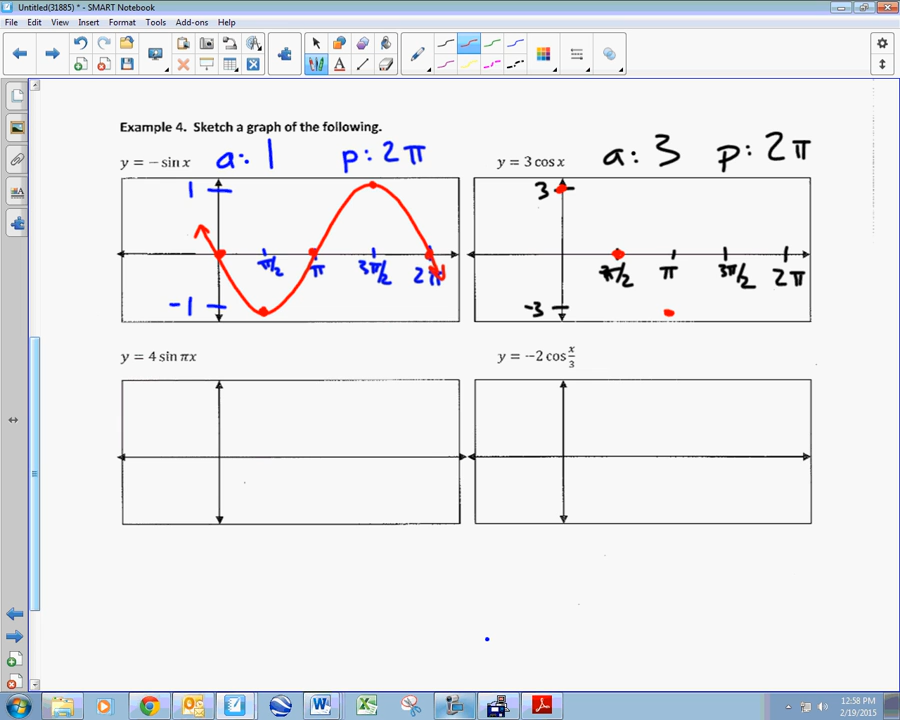 Untitled(31885) * - SMART Notebook
File Edit View Insert Format Tools Add-ons Help
Example 4. Sketch a graph of the following.
y = − sin x a: 1 p: 2π
1
π/2 π 3π/2 2π
-1
y = 3 cos x a: 3 p: 2π
3
π/2 π 3π/2 2π
-3
y = 4 sin πx
y = −2 cos x/3
12:58 PM
2/19/2015